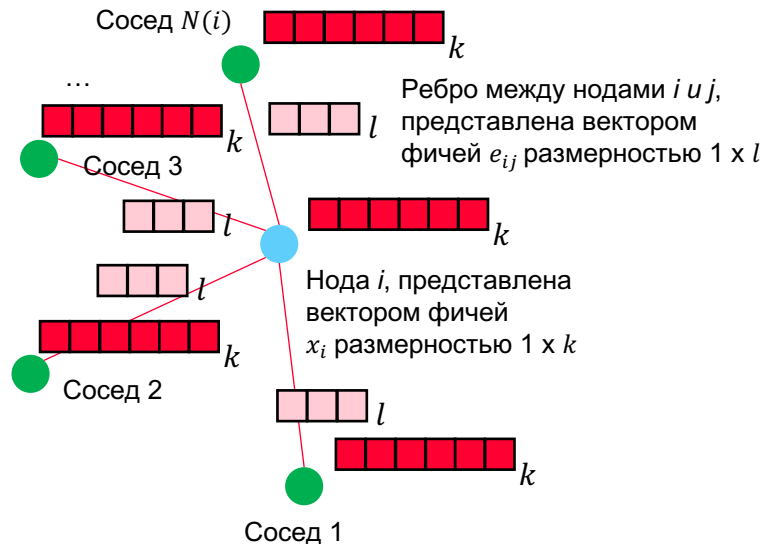 Сосед N(i)
k
...
l
Ребро между нодами i и j,
представлена вектором
фичей e_ij размерностью 1 x l
k
Сосед 3
l
k
l
Нода i, представлена
вектором фичей
x_i размерностью 1 x k
k
Сосед 2
l
k
Сосед 1